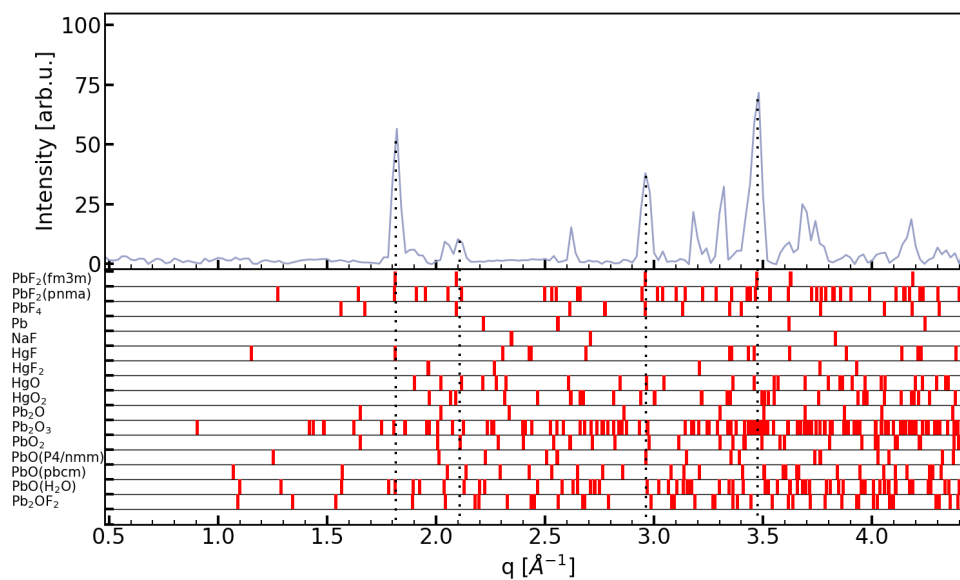 100
75
50
25
0
Intensity [arb.u.]
PbF₂(fm3m)
PbF₂(pnma)
PbF₄
Pb
NaF
HgF
HgF₂
HgO
HgO₂
Pb₂O
Pb₂O₃
PbO₂
PbO(P4/nmm)
PbO(pbcm)
PbO(H₂O)
Pb₂OF₂
0.5 1.0 1.5 2.0 2.5 3.0 3.5 4.0
q [Å⁻¹]